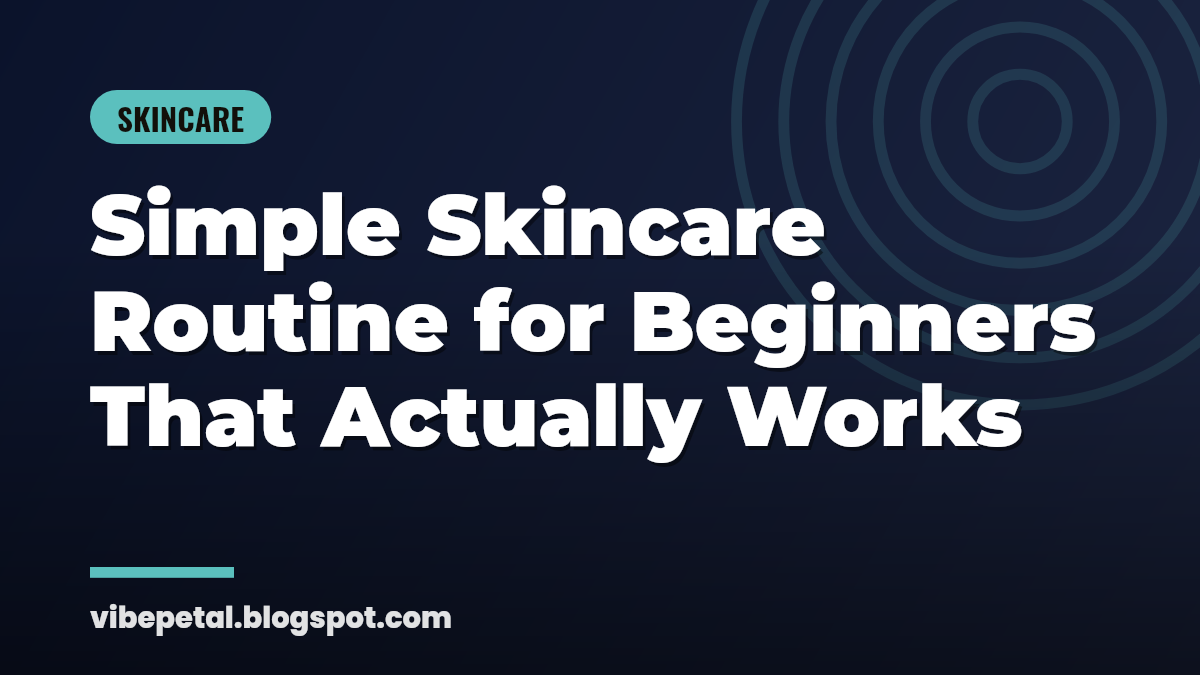 SKINCARE
Simple Skincare
Routine for Beginners
That Actually Works
vibepetal.blogspot.com